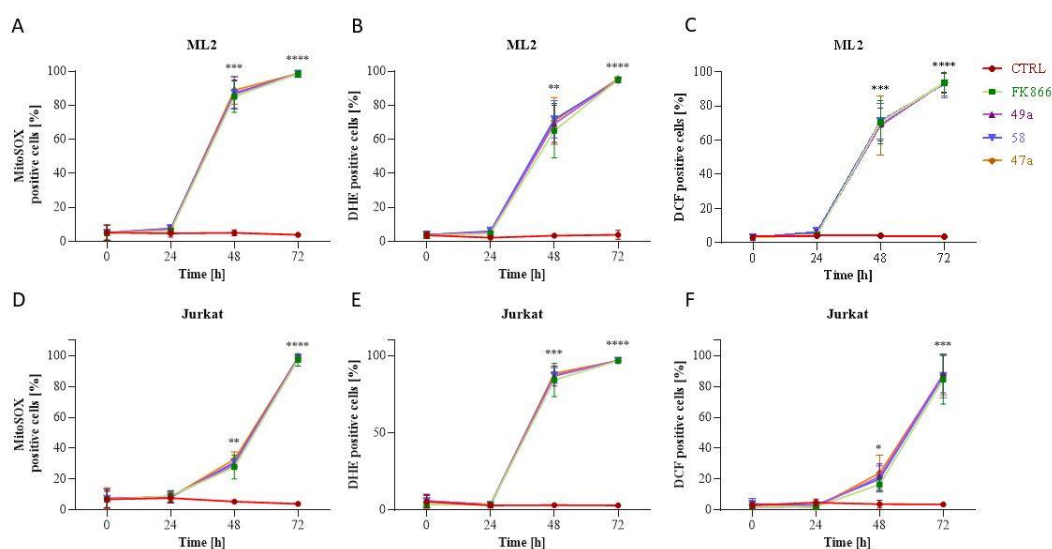 A
ML2
***
****
100
80
60
40
20
0
MitoSOX
positive cells [%]
0 24 48 72
Time [h]
B
ML2
**
****
100
80
60
40
20
0
DHE positive cells [%]
0 24 48 72
Time [h]
C
ML2
***
****
100
80
60
40
20
0
DCF positive cells [%]
0 24 48 72
Time [h]
CTRL
FK866
49a
58
47a
D
Jurkat
**
****
100
80
60
40
20
0
MitoSOX
positive cells [%]
0 24 48 72
Time [h]
E
Jurkat
***
****
100
50
0
DHE positive cells [%]
0 24 48 72
Time [h]
F
Jurkat
*
***
100
80
60
40
20
0
DCF positive cells [%]
0 24 48 72
Time [h]